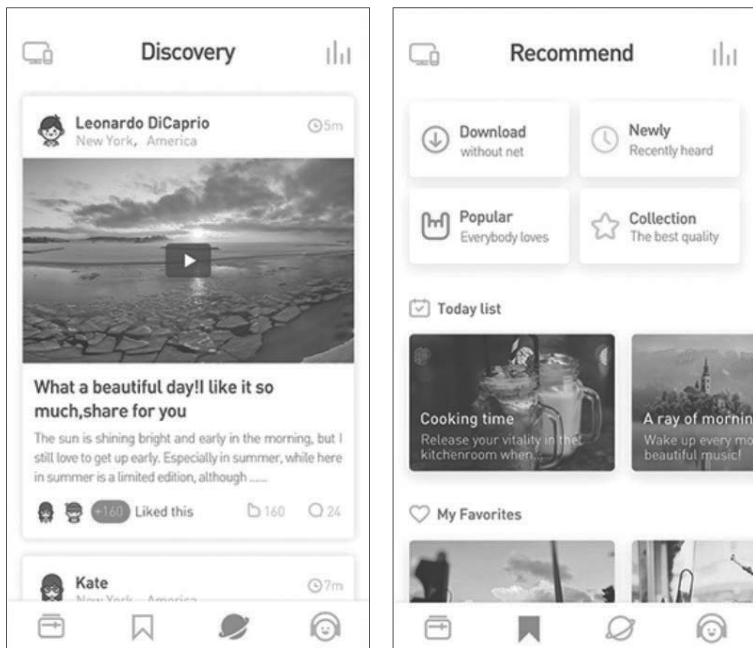 Discovery
Leonardo DiCaprio
New York, America
5m
What a beautiful day!I like it so
much,share for you
The sun is shining bright and early in the morning, but I
still love to get up early. Especially in summer, while here
in summer is a limited edition, although ......
+160 Liked this 160 24
Kate
New York, America
7m
Recommend
Download
without net
Newly
Recently heard
Popular
Everybody loves
Collection
The best quality
Today list
Cooking time
Release your vitality in thet
kitchenroom when...
A ray of mornin
Wake up every mo
beautiful music!
My Favorites